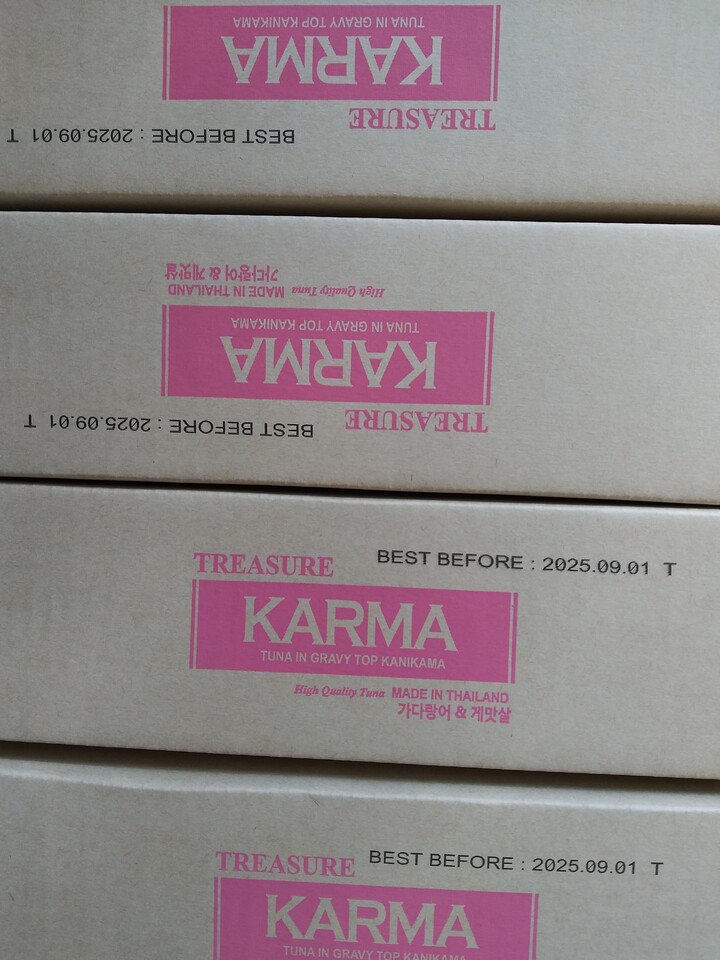 TUNA IN GRAVY TOP KANIKAMA
KARMA
TREASURE
BEST BEFORE : 2025.09.01 T
가다랑어 & 게맛살
High Quality Tuna MADE IN THAILAND
TUNA IN GRAVY TOP KANIKAMA
KARMA
TREASURE
BEST BEFORE : 2025.09.01 T
TREASURE
BEST BEFORE : 2025.09.01 T
KARMA
TUNA IN GRAVY TOP KANIKAMA
High Quality Tuna MADE IN THAILAND
가다랑어 & 게맛살
TREASURE
BEST BEFORE : 2025.09.01 T
KARMA
TUNA IN GRAVY TOP KANIKAMA